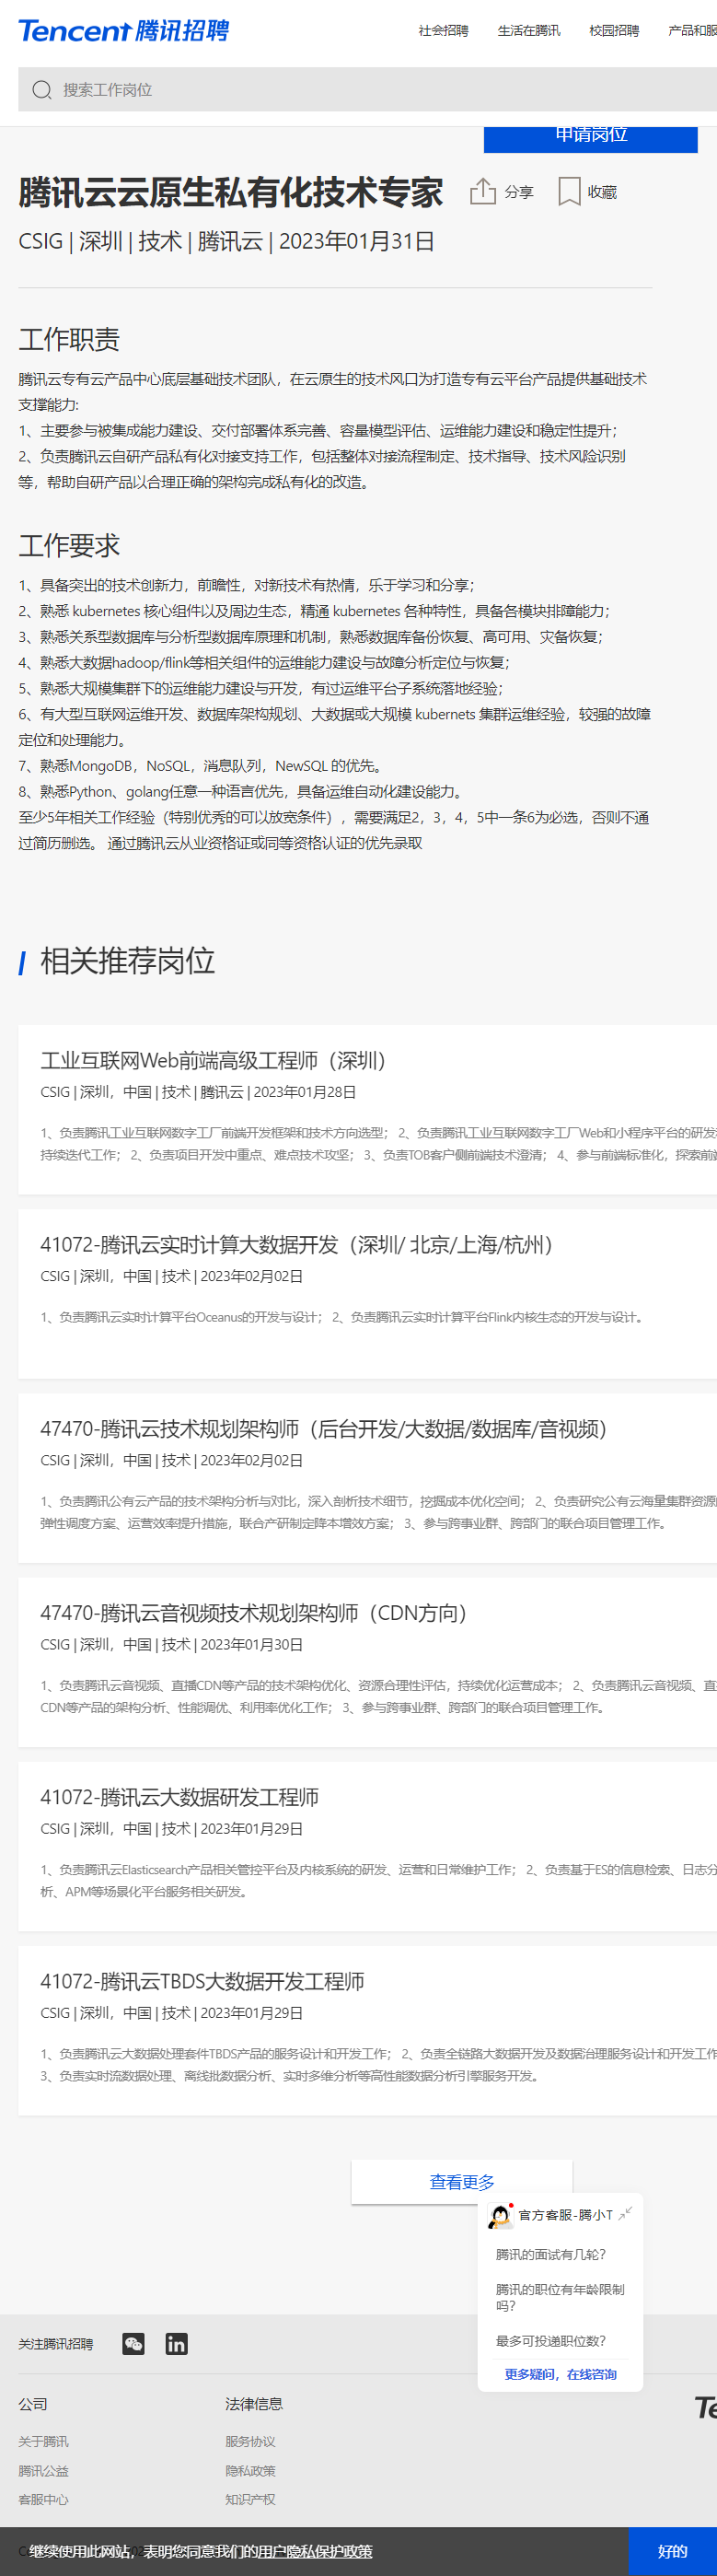 Tencent 腾讯招聘
社会招聘 生活在腾讯 校园招聘 产品和服
搜索工作岗位
申请岗位
腾讯云云原生私有化技术专家 分享 收藏
CSIG | 深圳 | 技术 | 腾讯云 | 2023年01月31日
工作职责
腾讯云专有云产品中心底层基础技术团队，在云原生的技术风口为打造专有云平台产品提供基础技术
支撑能力:
1、主要参与被集成能力建设、交付部署体系完善、容量模型评估、运维能力建设和稳定性提升；
2、负责腾讯云自研产品私有化对接支持工作，包括整体对接流程制定、技术指导、技术风险识别
等，帮助自研产品以合理正确的架构完成私有化的改造。
工作要求
1、具备突出的技术创新力，前瞻性，对新技术有热情，乐于学习和分享；
2、熟悉 kubernetes 核心组件以及周边生态，精通 kubernetes 各种特性，具备各模块排障能力；
3、熟悉关系型数据库与分析型数据库原理和机制，熟悉数据库备份恢复、高可用、灾备恢复；
4、熟悉大数据hadoop/flink等相关组件的运维能力建设与故障分析定位与恢复；
5、熟悉大规模集群下的运维能力建设与开发，有过运维平台子系统落地经验；
6、有大型互联网运维开发、数据库架构规划、大数据或大规模 kubernets 集群运维经验，较强的故障
定位和处理能力。
7、熟悉MongoDB，NoSQL，消息队列，NewSQL 的优先。
8、熟悉Python、golang任意一种语言优先，具备运维自动化建设能力。
至少5年相关工作经验（特别优秀的可以放宽条件），需要满足2，3，4，5中一条6为必选，否则不通
过简历删选。 通过腾讯云从业资格证或同等资格认证的优先录取
相关推荐岗位
工业互联网Web前端高级工程师（深圳）
CSIG | 深圳，中国 | 技术 | 腾讯云 | 2023年01月28日
1、负责腾讯工业互联网数字工厂前端开发框架和技术方向选型； 2、负责腾讯工业互联网数字工厂Web和小程序平台的研发
持续迭代工作； 2、负责项目开发中重点、难点技术攻坚； 3、负责TOB客户侧前端技术澄清； 4、参与前端标准化，探索前
41072-腾讯云实时计算大数据开发（深圳/ 北京/上海/杭州）
CSIG | 深圳，中国 | 技术 | 2023年02月02日
1、负责腾讯云实时计算平台Oceanus的开发与设计； 2、负责腾讯云实时计算平台Flink内核生态的开发与设计。
47470-腾讯云技术规划架构师（后台开发/大数据/数据库/音视频）
CSIG | 深圳，中国 | 技术 | 2023年02月02日
1、负责腾讯公有云产品的技术架构分析与对比，深入剖析技术细节，挖掘成本优化空间； 2、负责研究公有云海量集群资源
弹性调度方案、运营效率提升措施，联合产研制定降本增效方案； 3、参与跨事业群、跨部门的联合项目管理工作。
47470-腾讯云音视频技术规划架构师（CDN方向）
CSIG | 深圳，中国 | 技术 | 2023年01月30日
1、负责腾讯云音视频、直播CDN等产品的技术架构优化、资源合理性评估，持续优化运营成本； 2、负责腾讯云音视频、直
CDN等产品的架构分析、性能调优、利用率优化工作； 3、参与跨事业群、跨部门的联合项目管理工作。
41072-腾讯云大数据研发工程师
CSIG | 深圳，中国 | 技术 | 2023年01月29日
1、负责腾讯云Elasticsearch产品相关管控平台及内核系统的研发、运营和日常维护工作； 2、负责基于ES的信息检索、日志分
析、APM等场景化平台服务相关研发。
41072-腾讯云TBDS大数据开发工程师
CSIG | 深圳，中国 | 技术 | 2023年01月29日
1、负责腾讯云大数据处理套件TBDS产品的服务设计和开发工作； 2、负责全链路大数据开发及数据治理服务设计和开发工作
3、负责实时流数据处理、离线批数据分析、实时多维分析等高性能数据分析引擎服务开发。
查看更多
官方客服-腾小T
腾讯的面试有几轮？
腾讯的职位有年龄限制
吗？
最多可投递职位数？
更多疑问，在线咨询
关注腾讯招聘
公司 法律信息
关于腾讯 服务协议
腾讯公益 隐私政策
客服中心 知识产权
继续使用此网站，表明您同意我们的用户隐私保护政策 好的